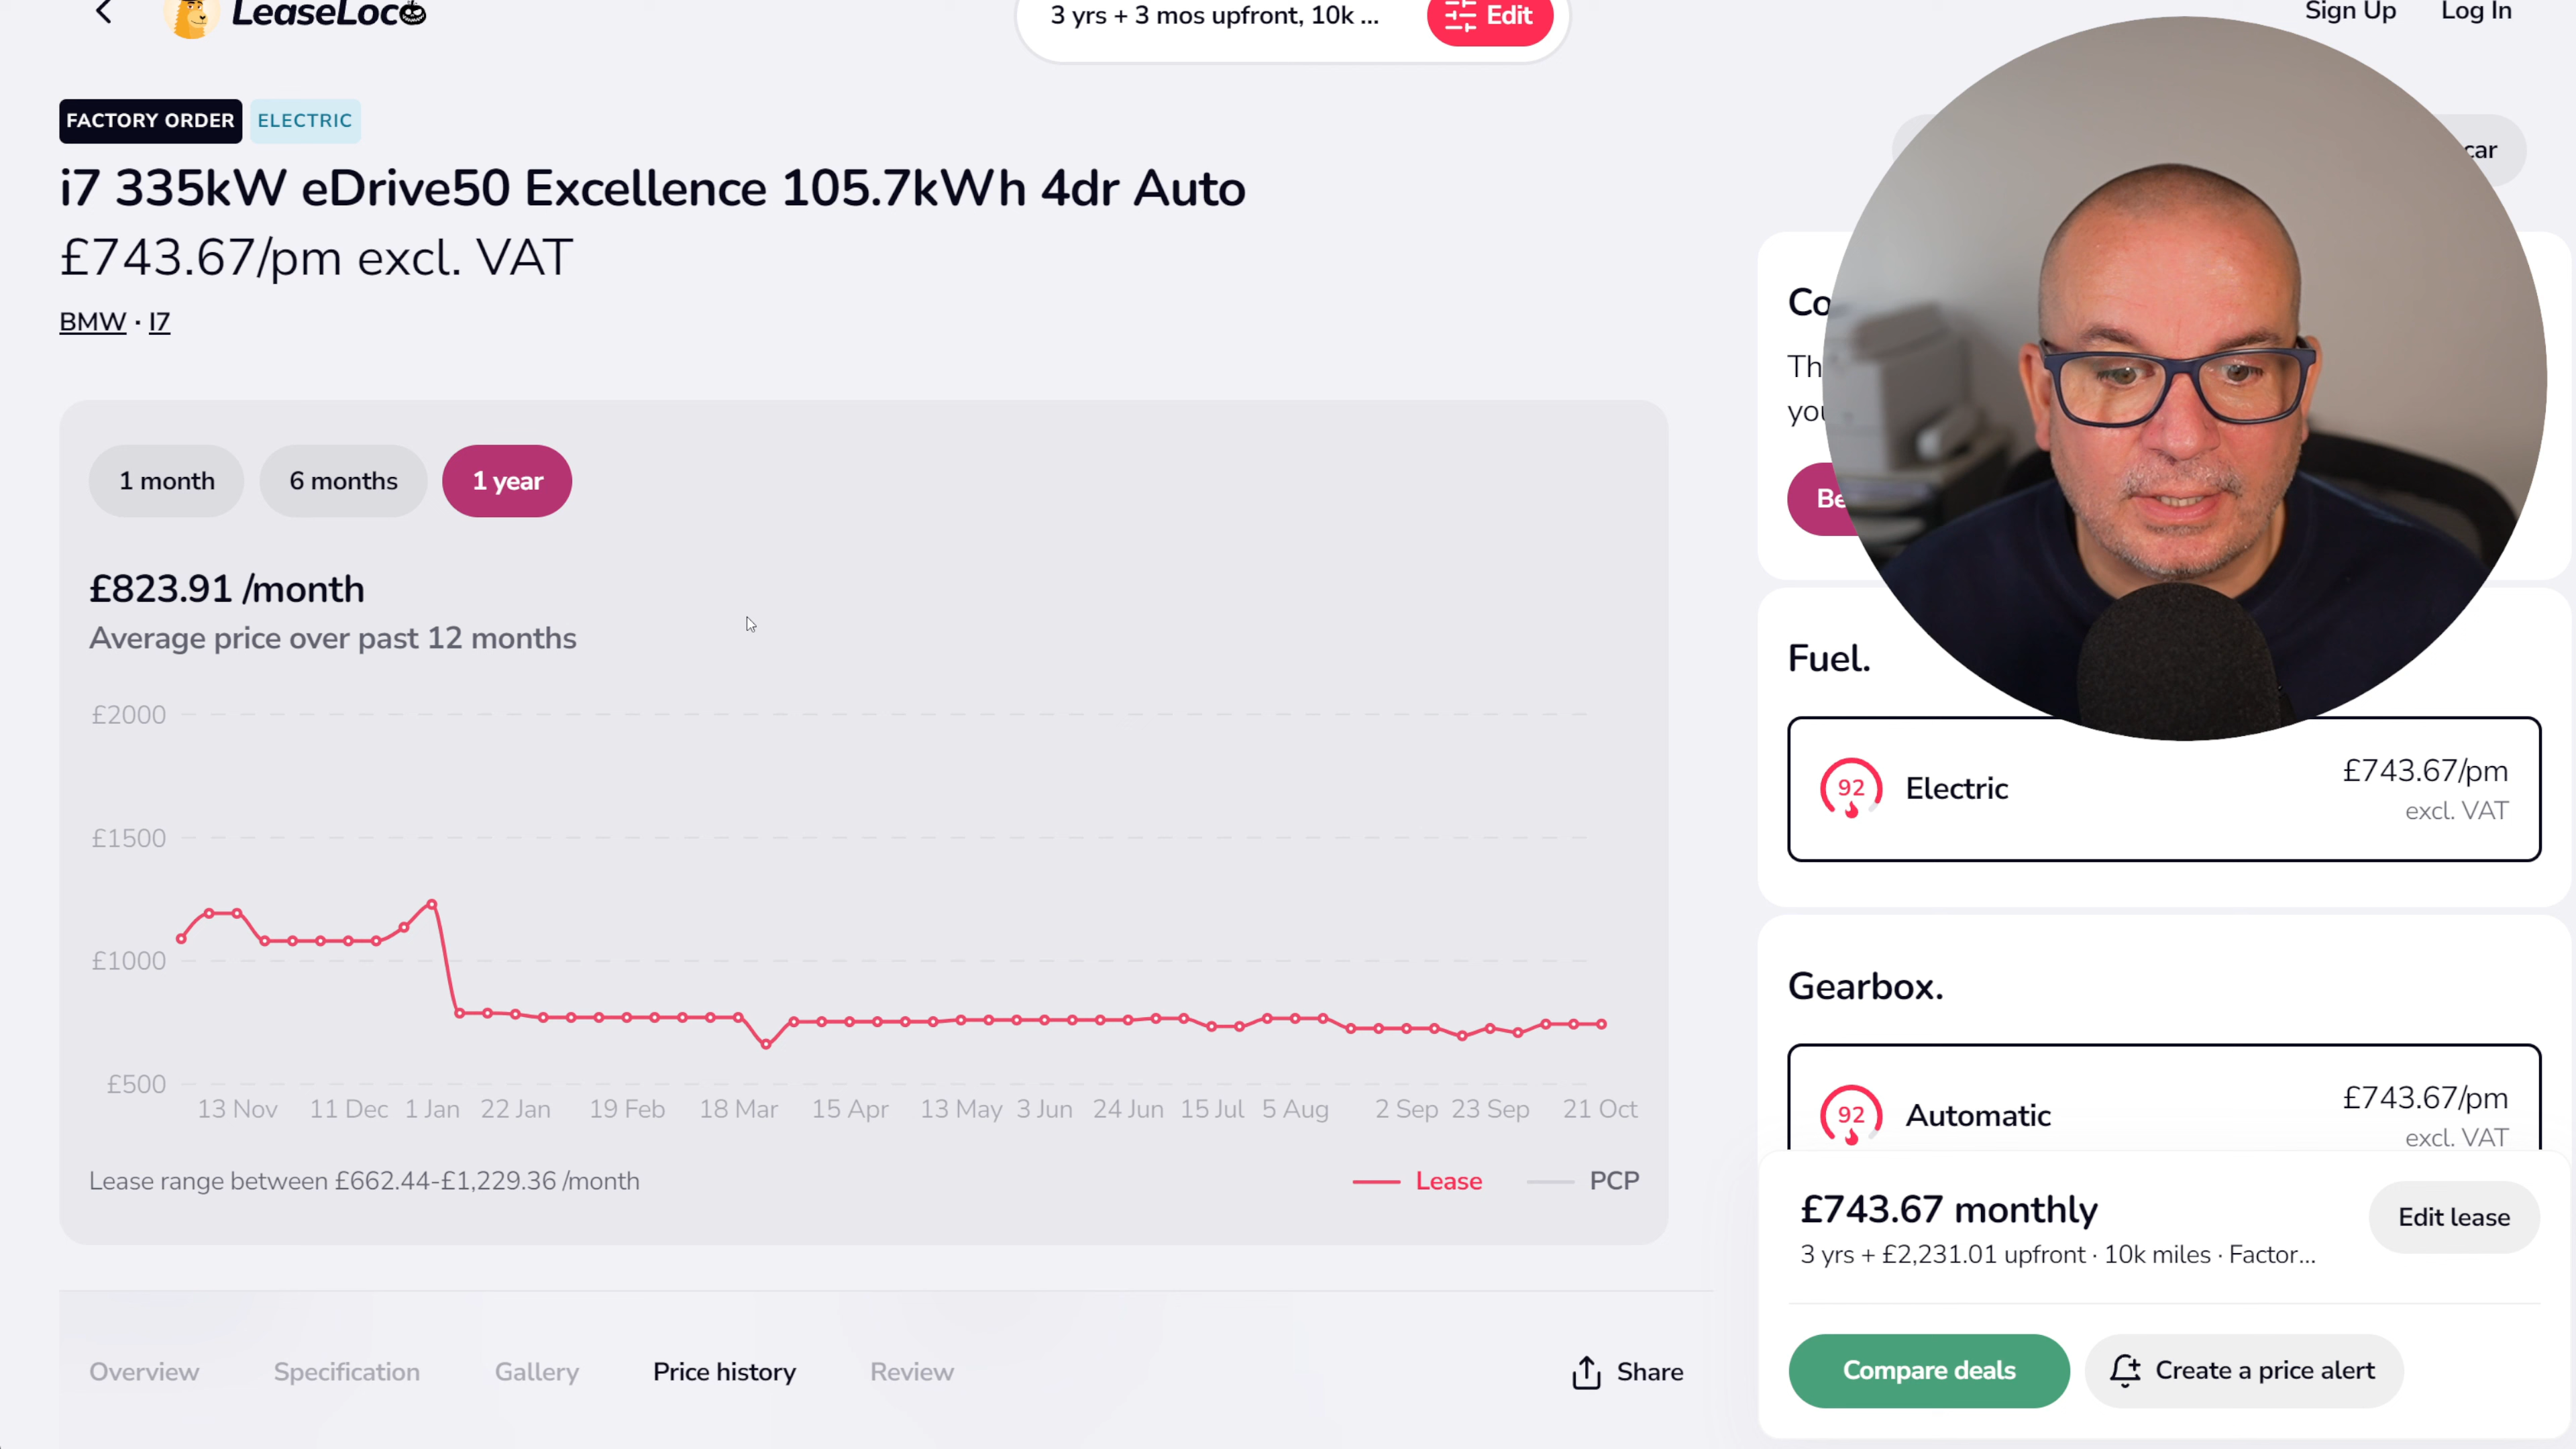 LeaseLoco
3 yrs + 3 mos upfront, 10k ...
Edit
Sign Up
Log In
FACTORY ORDER
ELECTRIC
i7 335kW eDrive50 Excellence 105.7kWh 4dr Auto
£743.67/pm excl. VAT
BMW · I7
1 month
6 months
1 year
£823.91 /month
Average price over past 12 months
£2000
£1500
£1000
£500
13 Nov
11 Dec
1 Jan
22 Jan
19 Feb
18 Mar
15 Apr
13 May
3 Jun
24 Jun
15 Jul
5 Aug
2 Sep
23 Sep
21 Oct
Lease range between £662.44-£1,229.36 /month
Lease
PCP
Overview
Specification
Gallery
Price history
Review
Share
car
Fuel.
92
Electric
£743.67/pm
excl. VAT
Gearbox.
92
Automatic
£743.67/pm
excl. VAT
£743.67 monthly
3 yrs + £2,231.01 upfront · 10k miles · Factor...
Edit lease
Compare deals
Create a price alert